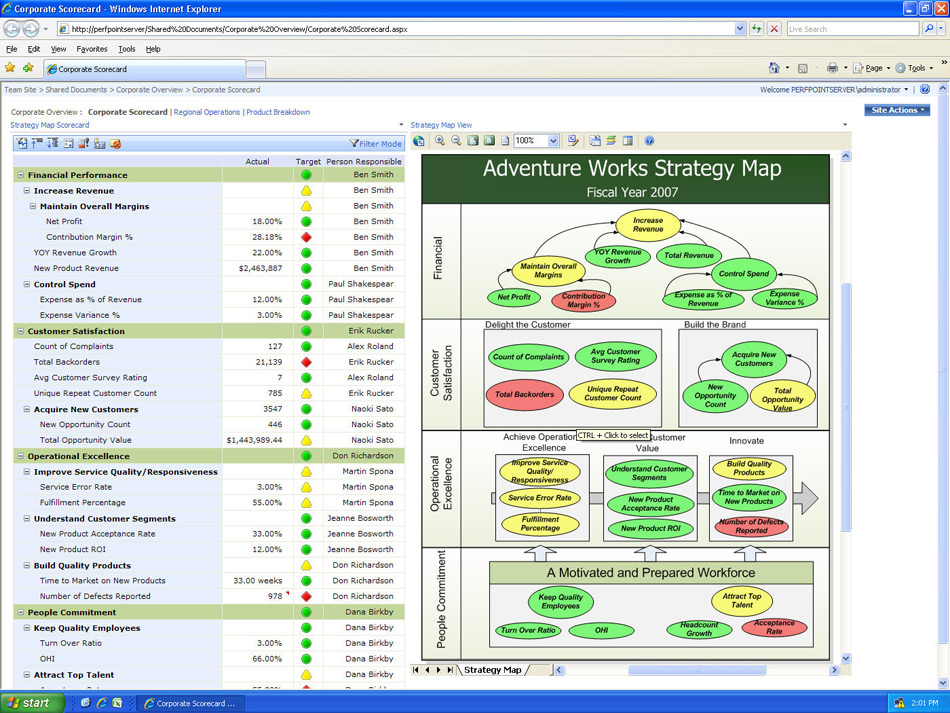 Corporate Scorecard - Windows Internet Explorer
http://perfpointserver/Shared%20Documents/Corporate%20Overview/Corporate%20Scorecard.aspx
Live Search
File Edit View Favorites Tools Help
Corporate Scorecard
Page Tools
Team Site > Shared Documents > Corporate Overview > Corporate Scorecard
Welcome PERFPOINTSERVER\administrator
Site Actions
Corporate Overview : Corporate Scorecard | Regional Operations | Product Breakdown
Strategy Map Scorecard
Filter Mode
Actual Target Person Responsible
Financial Performance Ben Smith
Increase Revenue Ben Smith
Maintain Overall Margins Ben Smith
Net Profit 18.00% Ben Smith
Contribution Margin % 28.18% Ben Smith
YOY Revenue Growth 22.00% Ben Smith
New Product Revenue $2,463,887 Ben Smith
Control Spend Paul Shakespear
Expense as % of Revenue 12.00% Paul Shakespear
Expense Variance % 3.00% Paul Shakespear
Customer Satisfaction Erik Rucker
Count of Complaints 127 Alex Roland
Total Backorders 21,139 Erik Rucker
Avg Customer Survey Rating 7 Alex Roland
Unique Repeat Customer Count 785 Erik Rucker
Acquire New Customers 3547 Naoki Sato
New Opportunity Count 446 Naoki Sato
Total Opportunity Value $1,443,989.44 Naoki Sato
Operational Excellence Don Richardson
Improve Service Quality/Responsiveness Martin Spona
Service Error Rate 3.00% Martin Spona
Fulfillment Percentage 55.00% Martin Spona
Understand Customer Segments Jeanne Bosworth
New Product Acceptance Rate 33.00% Jeanne Bosworth
New Product ROI 12.00% Jeanne Bosworth
Build Quality Products Don Richardson
Time to Market on New Products 33.00 weeks Don Richardson
Number of Defects Reported 978 Don Richardson
People Commitment Dana Birkby
Keep Quality Employees Dana Birkby
Turn Over Ratio 3.00% Dana Birkby
OHI 66.00% Dana Birkby
Attract Top Talent Dana Birkby
Strategy Map View
100%
Adventure Works Strategy Map
Fiscal Year 2007
Financial
Increase
Revenue
YOY Revenue
Growth
Total Revenue
Maintain Overall
Margins
Control Spend
Net Profit
Contribution
Margin %
Expense as % of
Revenue
Expense
Variance %
Customer
Satisfaction
Delight the Customer
Count of Complaints
Avg Customer
Survey Rating
Total Backorders
Unique Repeat
Customer Count
Build the Brand
Acquire New
Customers
New
Opportunity
Count
Total
Opportunity
Value
CTRL + Click to select
Operational
Excellence
Achieve Operation
Excellence
Improve Service
Quality/
Responsiveness
Service Error Rate
Fulfillment
Percentage
Customer
Value
Understand Customer
Segments
New Product
Acceptance Rate
New Product ROI
Innovate
Build Quality
Products
Time to Market on
New Products
Number of Defects
Reported
People Commitment
A Motivated and Prepared Workforce
Keep Quality
Employees
Turn Over Ratio
OHI
Attract Top
Talent
Headcount
Growth
Acceptance
Rate
Strategy Map
start
Corporate Scorecard ...
2:01 PM